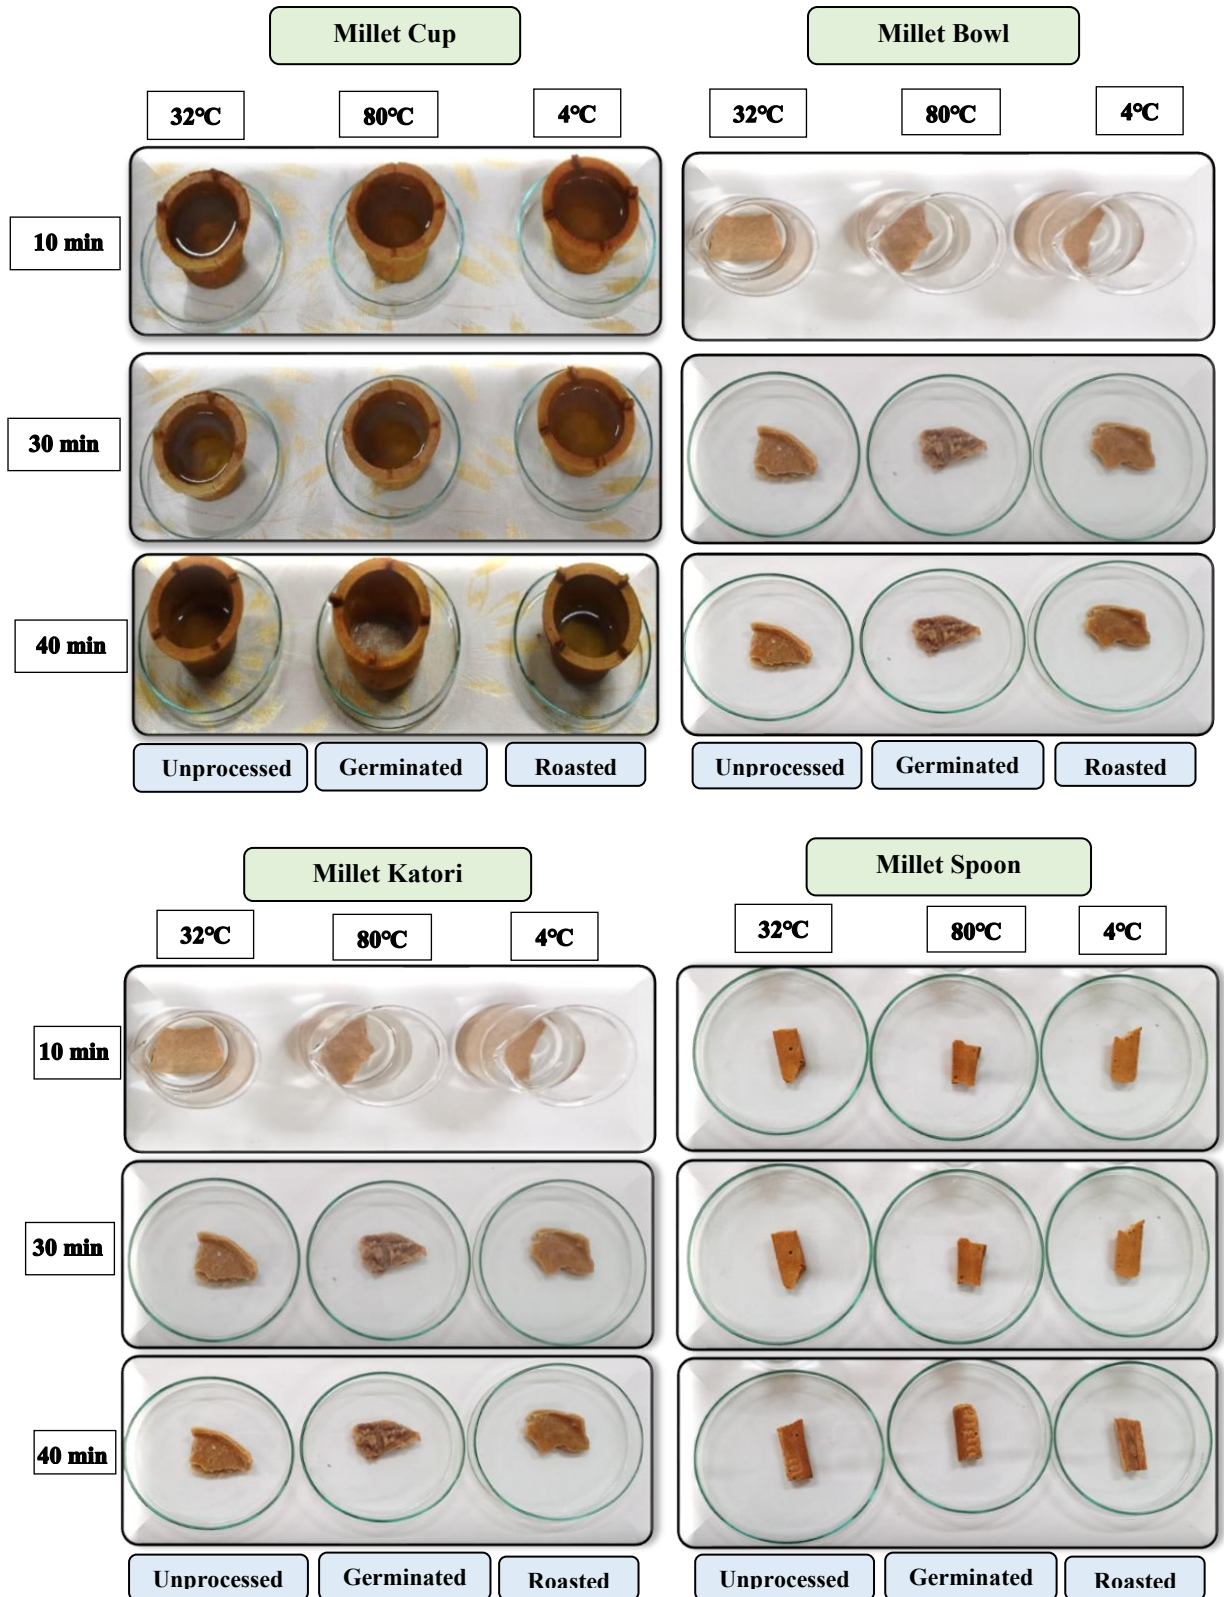 Millet Cup
Millet Bowl
32°C
80°C
4°C
32°C
80°C
4°C
10 min
30 min
40 min
Unprocessed
Germinated
Roasted
Unprocessed
Germinated
Roasted
Millet Katori
Millet Spoon
32°C
80°C
4°C
32°C
80°C
4°C
10 min
30 min
40 min
Unprocessed
Germinated
Roasted
Unprocessed
Germinated
Roasted